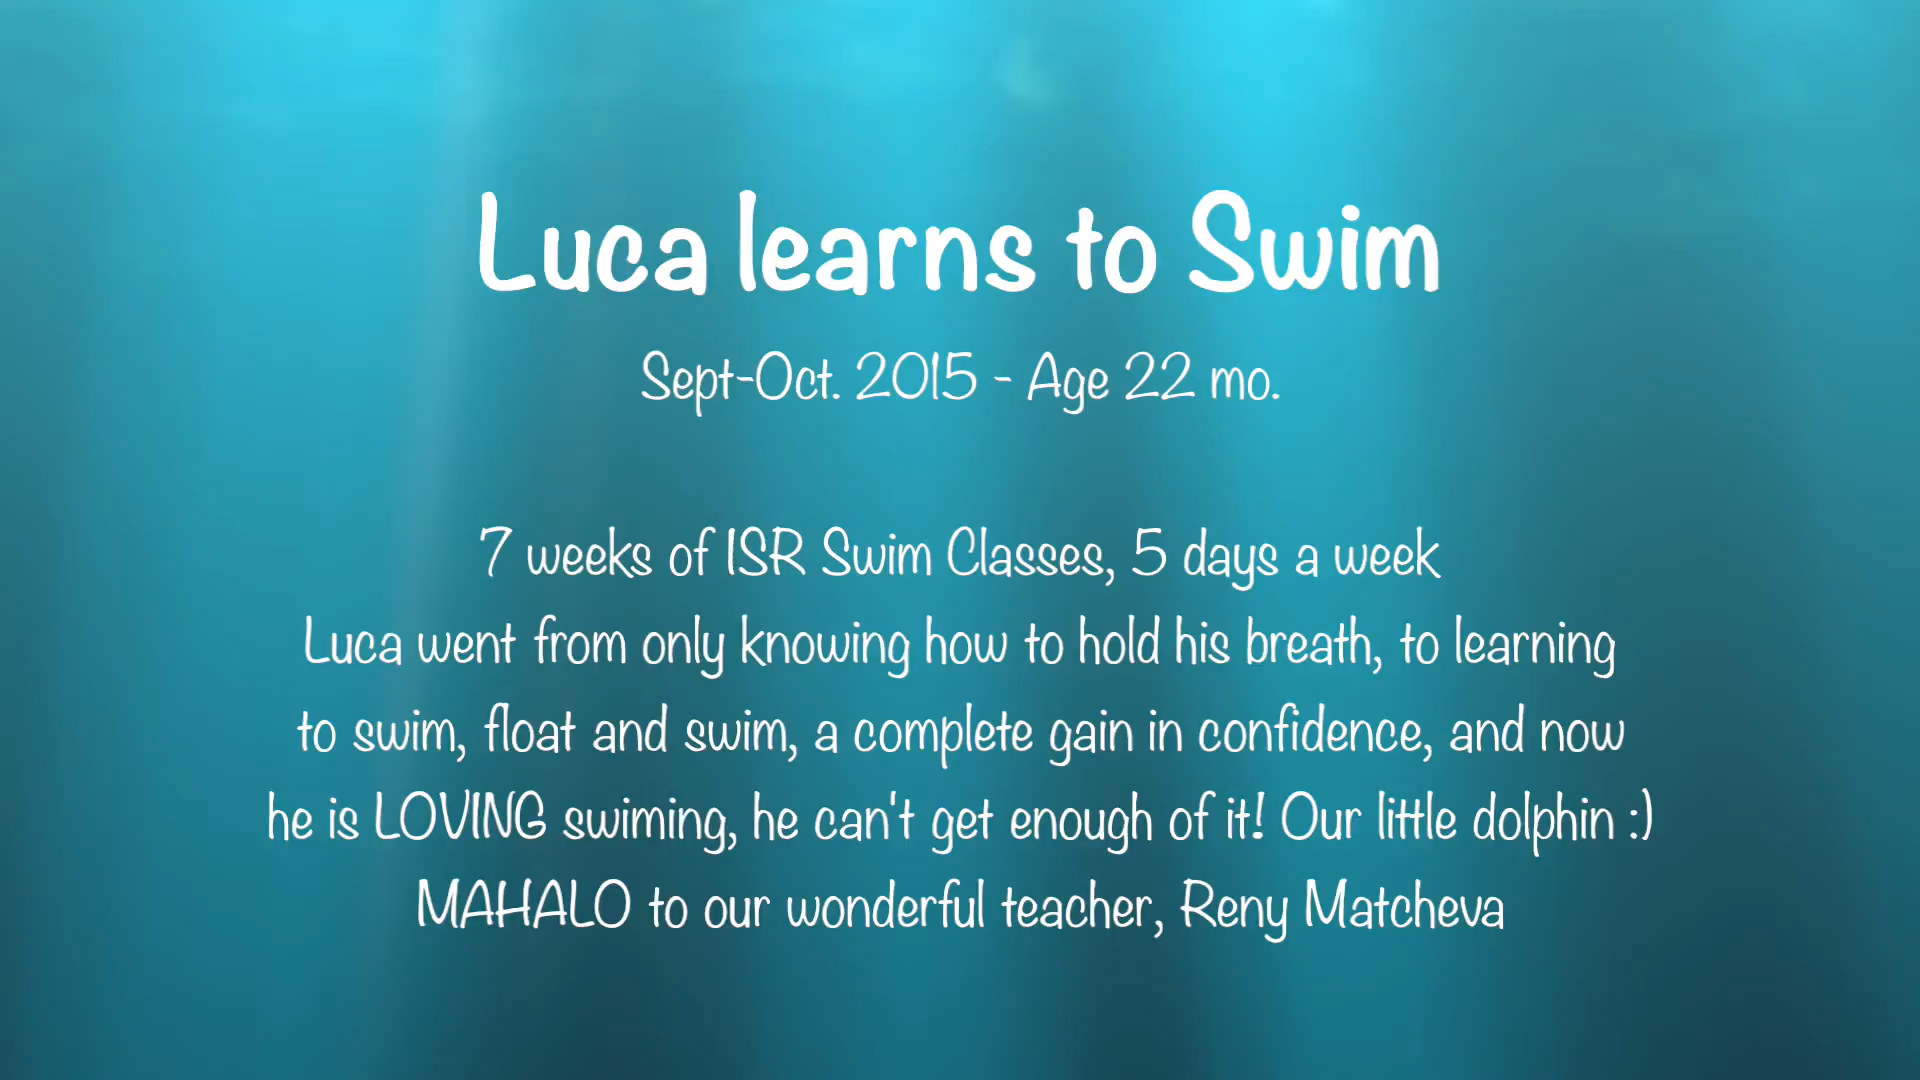 Luca learns to Swim
Sept-Oct. 2015 - Age 22 mo.
7 weeks of ISR Swim Classes, 5 days a week
Luca went from only knowing how to hold his breath, to learning
to swim, float and swim, a complete gain in confidence, and now
he is LOVING swiming, he can't get enough of it! Our little dolphin :)
MAHALO to our wonderful teacher, Reny Matcheva